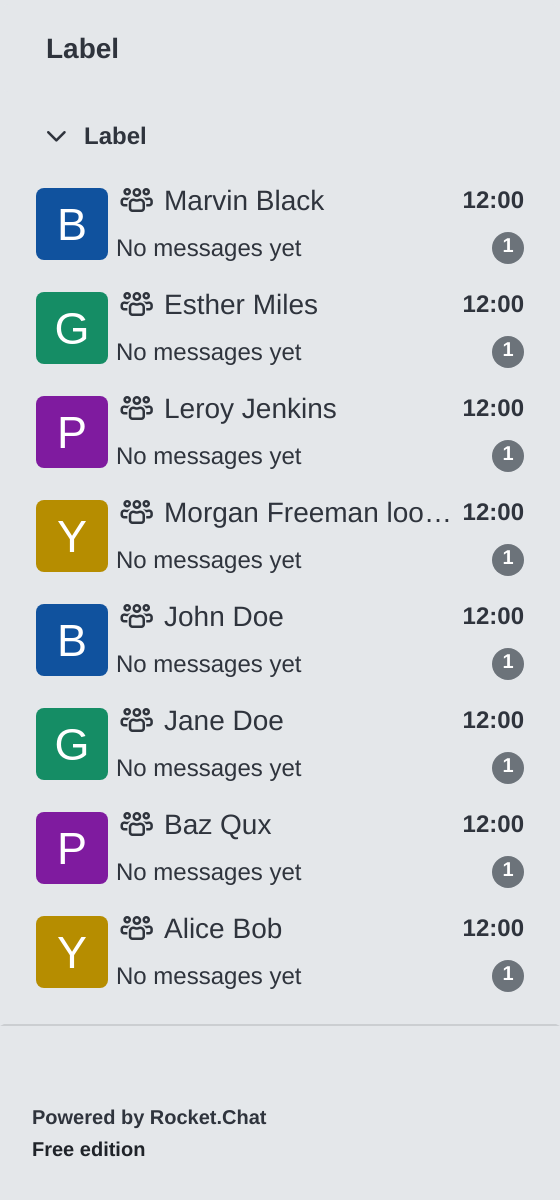 Label
Label
B Marvin Black 12:00
No messages yet 1
G Esther Miles 12:00
No messages yet 1
P Leroy Jenkins 12:00
No messages yet 1
Y Morgan Freeman loo… 12:00
No messages yet 1
B John Doe 12:00
No messages yet 1
G Jane Doe 12:00
No messages yet 1
P Baz Qux 12:00
No messages yet 1
Y Alice Bob 12:00
No messages yet 1
Powered by Rocket.Chat
Free edition